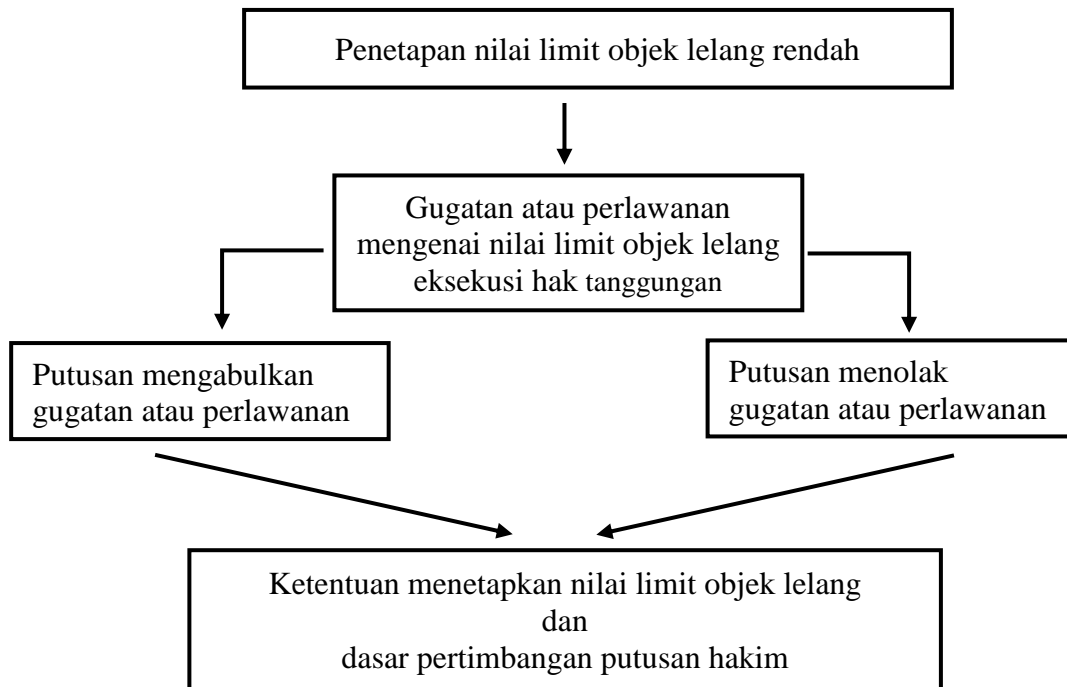 Penetapan nilai limit objek lelang rendah
Gugatan atau perlawanan
mengenai nilai limit objek lelang
eksekusi hak tanggungan
Putusan mengabulkan
gugatan atau perlawanan
Putusan menolak
gugatan atau perlawanan
Ketentuan menetapkan nilai limit objek lelang
dan
dasar pertimbangan putusan hakim